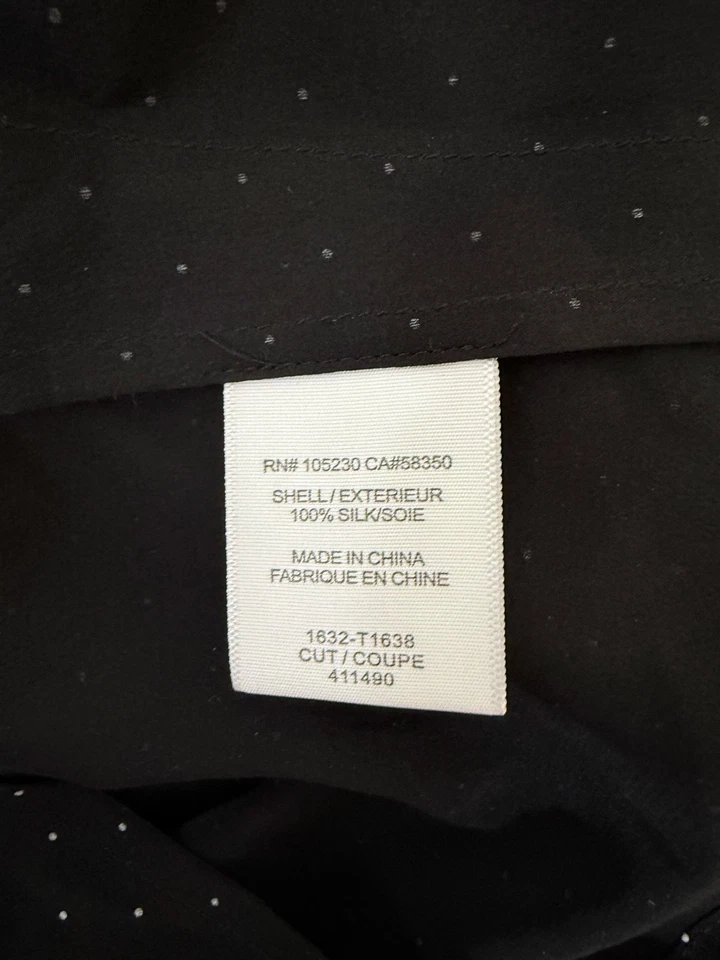 RN# 105230 CA#58350
SHELL/EXTERIEUR
100% SILK/SOIE
MADE IN CHINA
FABRIQUE EN CHINE
1632-T1638
CUT/COUPE
411490